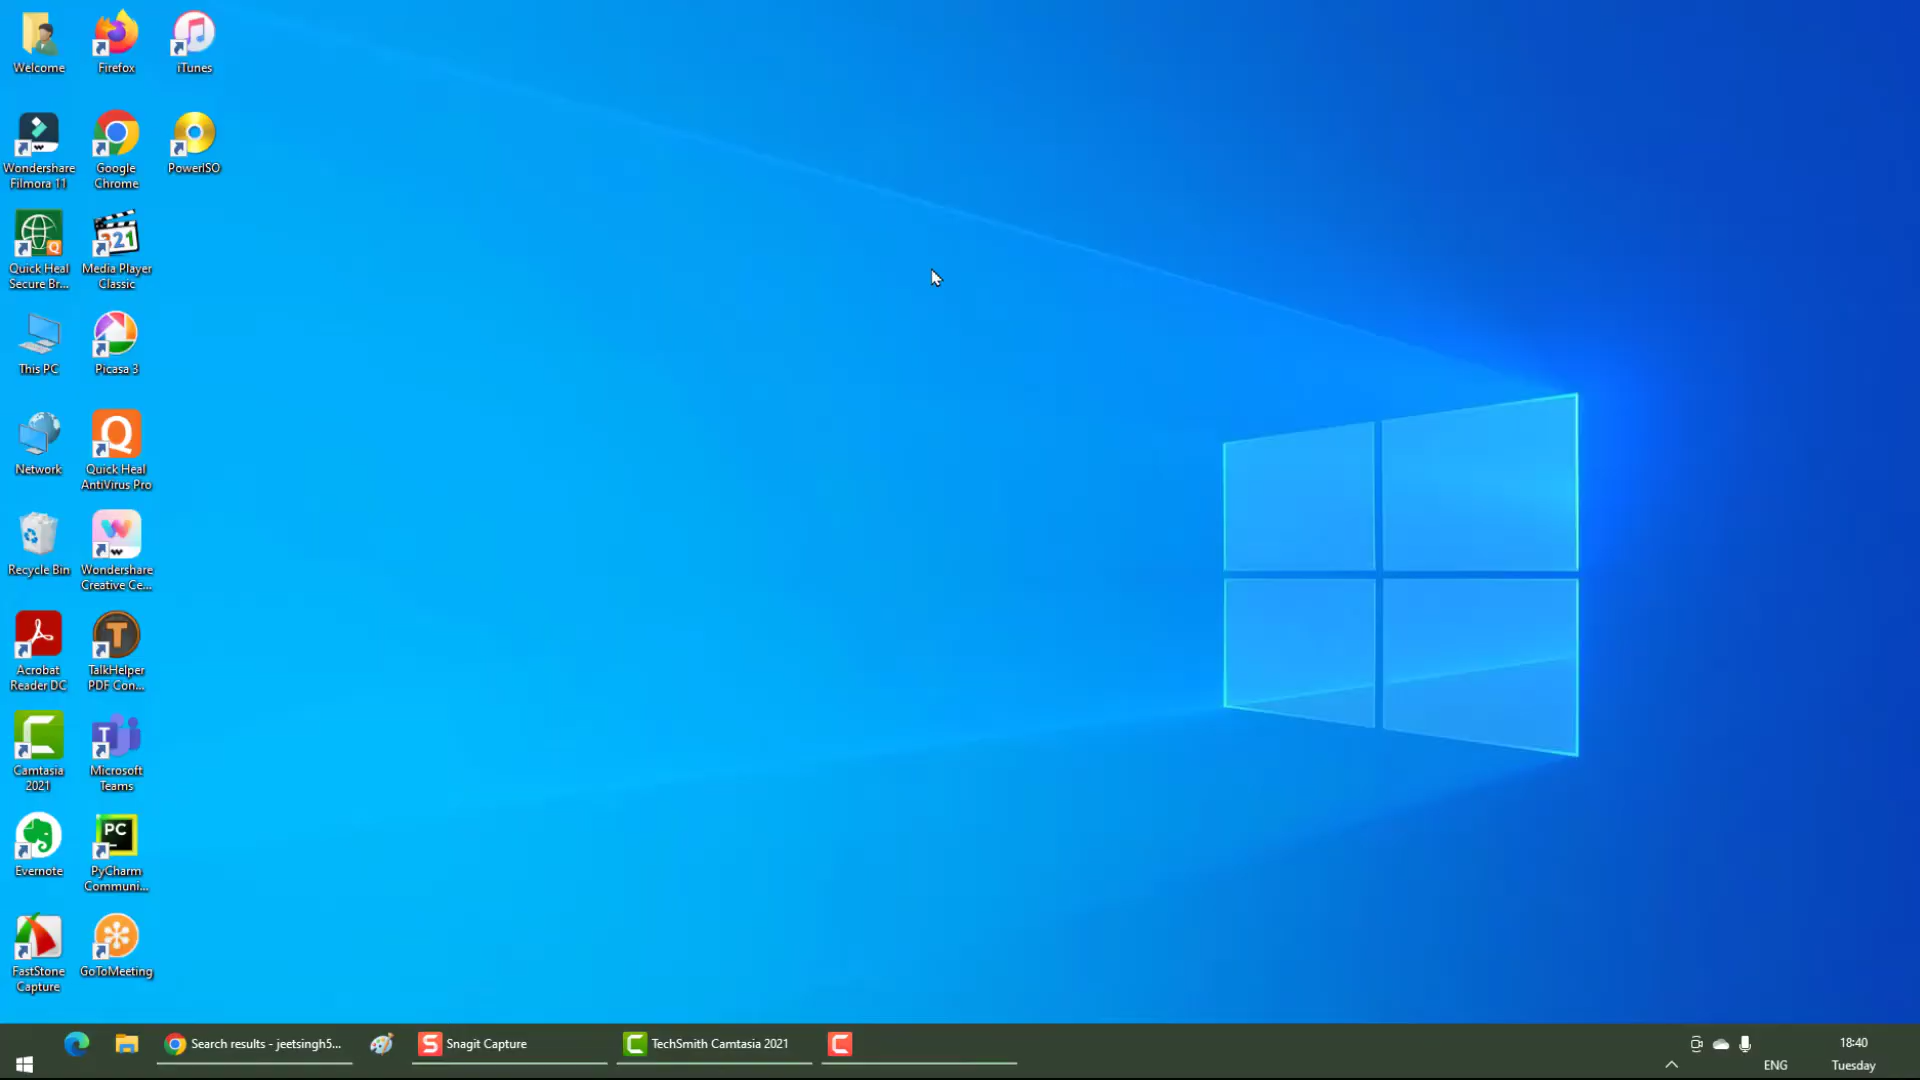 Welcome
Firefox
iTunes
Wondershare
Filmora 11
Google
Chrome
PowerISO
Quick Heal
Secure Br...
Media Player
Classic
This PC
Picasa 3
Network
Quick Heal
AntiVirus Pro
Recycle Bin
Wondershare
Creative Ce...
Acrobat
Reader DC
TalkHelper
PDF Con...
Camtasia
2021
Microsoft
Teams
Evernote
PyCharm
Communi...
FastStone
Capture
GoToMeeting
Search results - jeetsingh5...
Snagit Capture
TechSmith Camtasia 2021
18:40
ENG
Tuesday